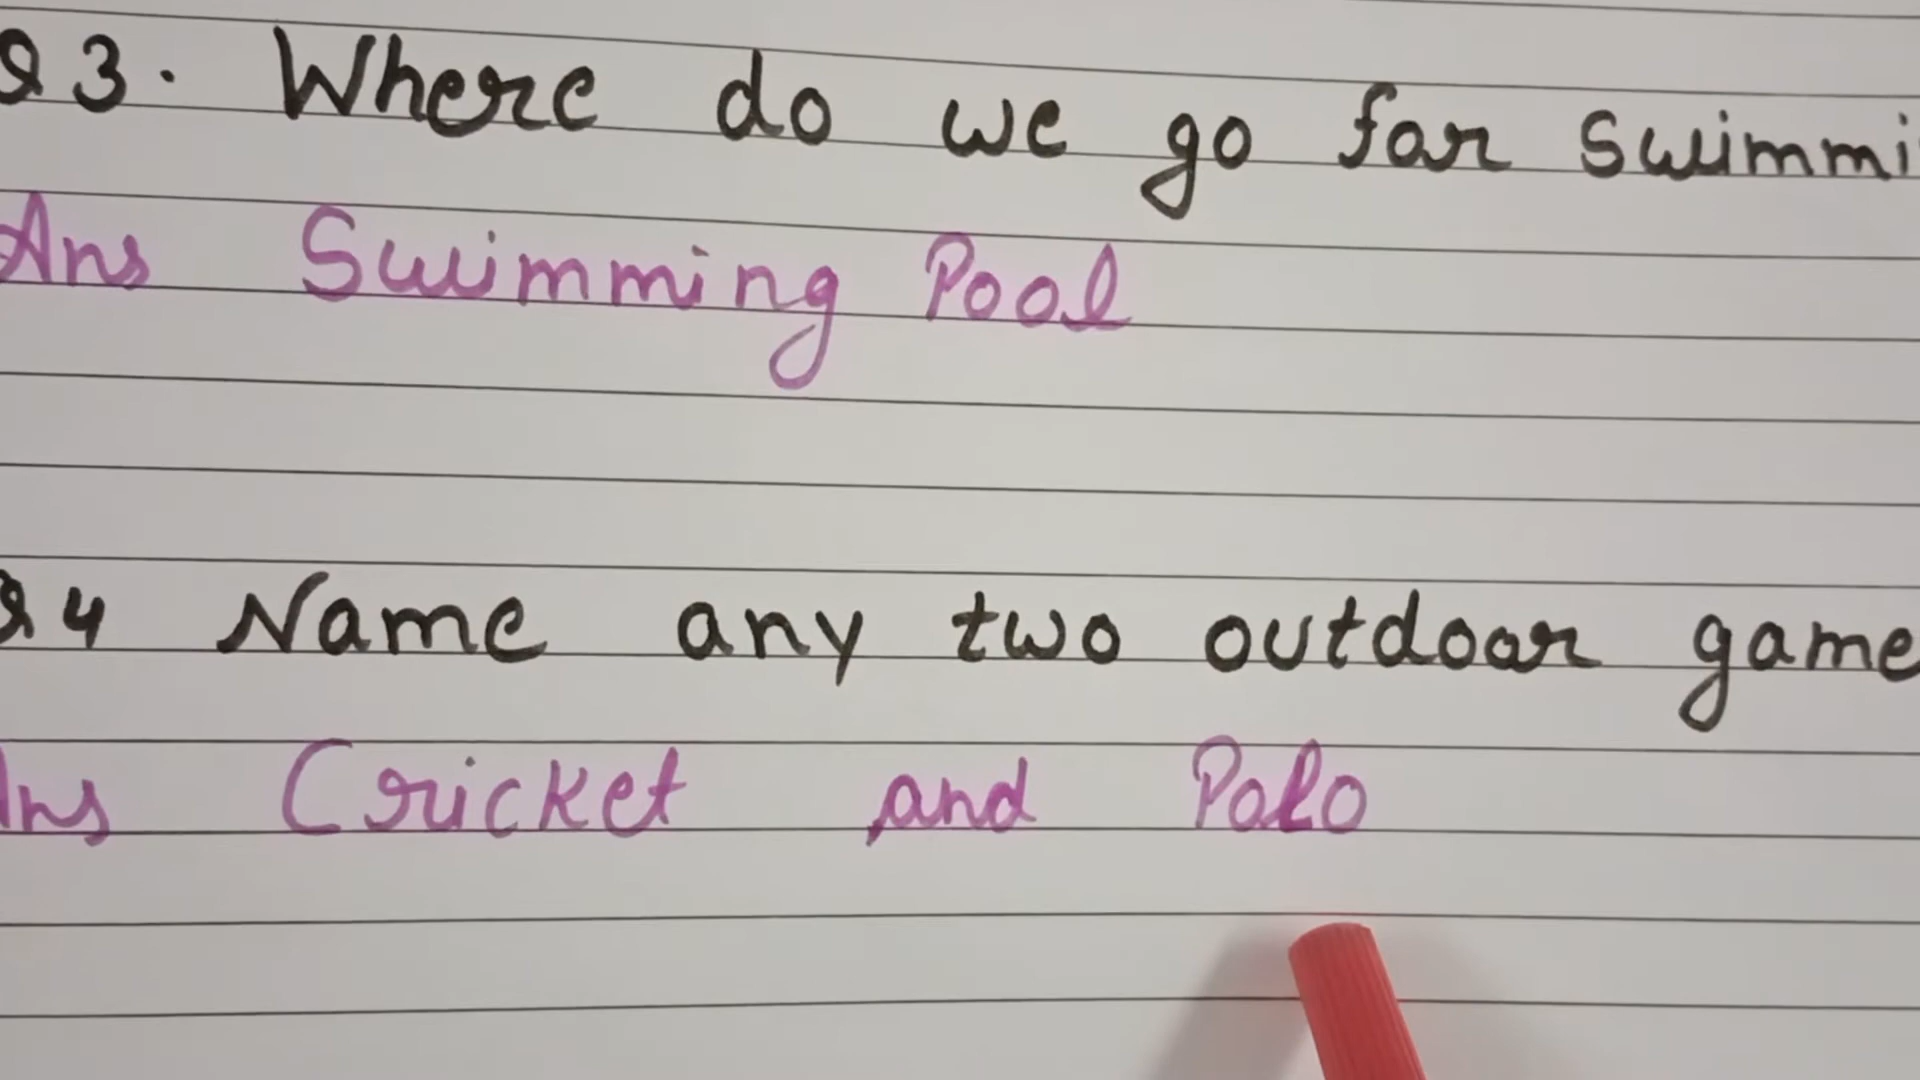 Q3. Where do we go for Swimmi
Ans Swimming Pool
Q4 Name any two outdoor game
Ans Cricket and Polo